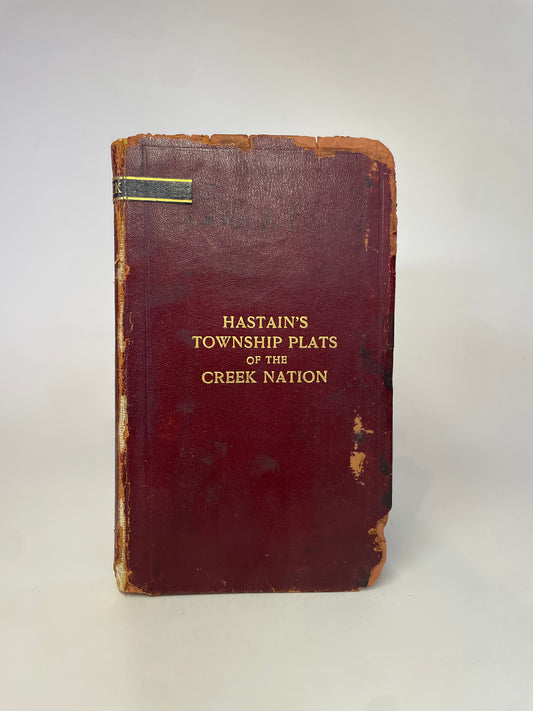 HASTAIN'S
TOWNSHIP PLATS
OF THE
CREEK NATION